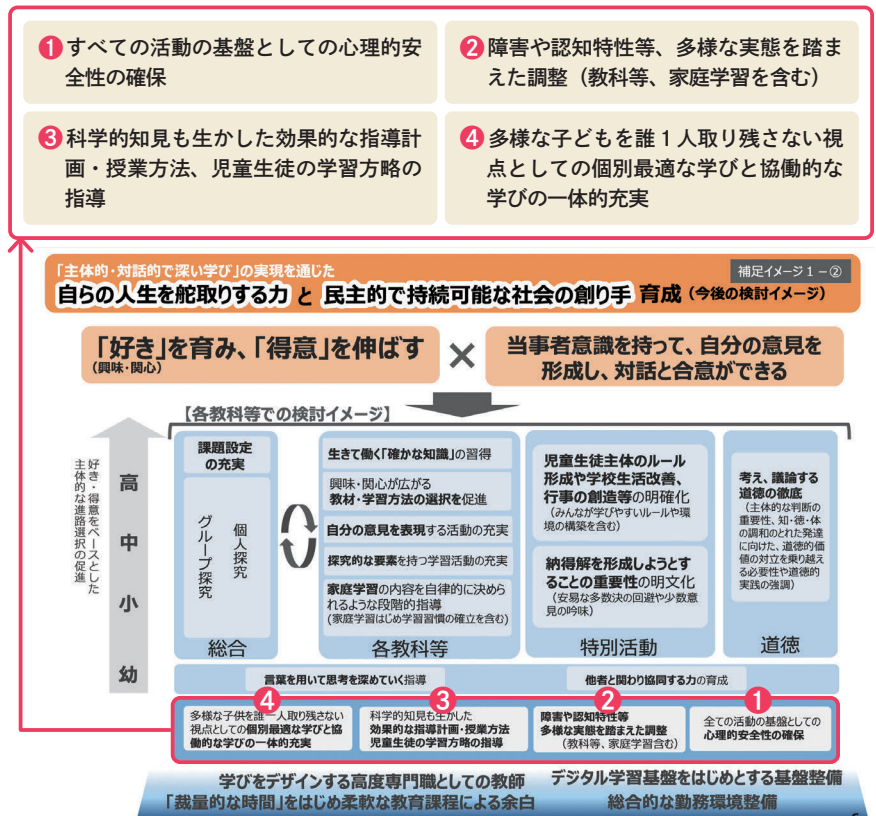 ❶すべての活動の基盤としての心理的安
全性の確保
❷障害や認知特性等、多様な実態を踏ま
えた調整（教科等、家庭学習を含む）
❸科学的知見も生かした効果的な指導計
画・授業方法、児童生徒の学習方略の
指導
❹多様な子どもを誰１人取り残さない視
点としての個別最適な学びと協働的な
学びの一体的充実
「主体的・対話的で深い学び」の実現を通じた
補足イメージ１－②
自らの人生を舵取りする力 と 民主的で持続可能な社会の創り手 育成（今後の検討イメージ）
「好き」を育み、「得意」を伸ばす
（興味・関心）
×
当事者意識を持って、自分の意見を
形成し、対話と合意ができる
【各教科等での検討イメージ】
好き・得意をベースとした
主体的な進路選択の促進
高
中
小
幼
課題設定
の充実
個人探究
グループ探究
総合
生きて働く「確かな知識」の習得
興味・関心が広がる
教材・学習方法の選択を促進
自分の意見を表現する活動の充実
探究的な要素を持つ学習活動の充実
家庭学習の内容を自律的に決めら
れるような段階的指導
（家庭学習はじめ学習習慣の確立を含む）
各教科等
児童生徒主体のルール
形成や学校生活改善、
行事の創造等の明確化
（みんなが学びやすいルールや環
境の構築を含む）
納得解を形成しようとす
ることの重要性の明文化
（安易な多数決の回避や少数意
見の吟味）
特別活動
考え、議論する
道徳の徹底
（主体的な判断の
重要性、知・徳・体
の調和のとれた発達
に向けた、道徳的価
値の対立を乗り越え
る必要性や道徳的
実践の強調）
道徳
言葉を用いて思考を深めていく指導
他者と関わり協同する力の育成
❹
多様な子供を誰一人取り残さない
視点としての個別最適な学びと協
働的な学びの一体的充実
❸
科学的知見も生かした
効果的な指導計画・授業方法
児童生徒の学習方略の指導
❷
障害や認知特性等
多様な実態を踏まえた調整
（教科等、家庭学習含む）
❶
全ての活動の基盤としての
心理的安全性の確保
学びをデザインする高度専門職としての教師
デジタル学習基盤をはじめとする基盤整備
「裁量的な時間」をはじめ柔軟な教育課程による余白
総合的な勤務環境整備